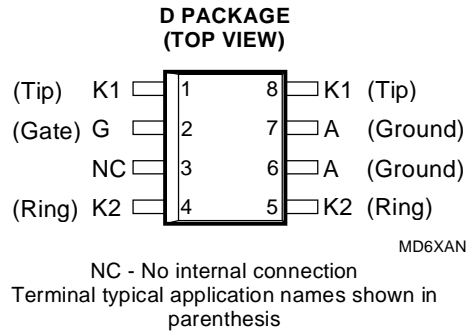 D PACKAGE
(TOP VIEW)
(Tip) K1 1 8 K1 (Tip)
(Gate) G 2 7 A (Ground)
NC 3 6 A (Ground)
(Ring) K2 4 5 K2 (Ring)
MD6XAN
NC - No internal connection
Terminal typical application names shown in
parenthesis